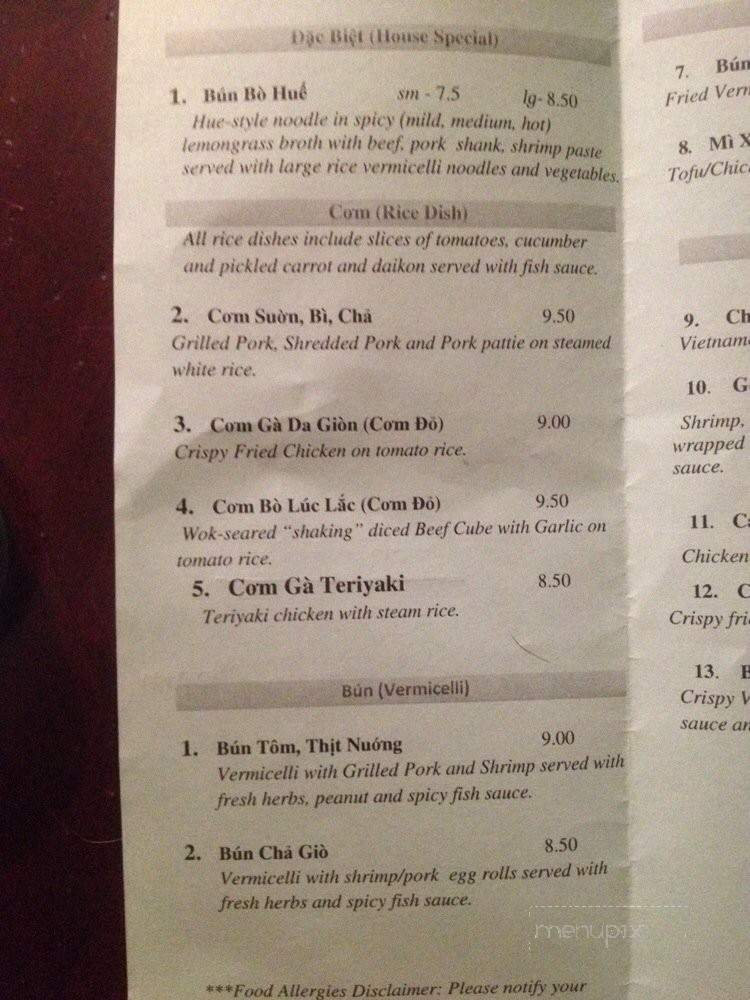 Đặc Biệt (House Special)
1. Bún Bò Huế sm - 7.5 lg- 8.50
Hue-style noodle in spicy (mild, medium, hot)
lemongrass broth with beef, pork shank, shrimp paste
served with large rice vermicelli noodles and vegetables.
Cơm (Rice Dish)
All rice dishes include slices of tomatoes, cucumber
and pickled carrot and daikon served with fish sauce.
2. Cơm Sườn, Bì, Chả 9.50
Grilled Pork, Shredded Pork and Pork pattie on steamed
white rice.
3. Cơm Gà Da Giòn (Cơm Đỏ) 9.00
Crispy Fried Chicken on tomato rice.
4. Cơm Bò Lúc Lắc (Cơm Đỏ) 9.50
Wok-seared “shaking” diced Beef Cube with Garlic on
tomato rice.
5. Cơm Gà Teriyaki 8.50
Teriyaki chicken with steam rice.
Bún (Vermicelli)
1. Bún Tôm, Thịt Nướng 9.00
Vermicelli with Grilled Pork and Shrimp served with
fresh herbs, peanut and spicy fish sauce.
2. Bún Chả Giò 8.50
Vermicelli with shrimp/pork egg rolls served with
fresh herbs and spicy fish sauce.
***Food Allergies Disclaimer: Please notify your
7. Bún
Fried Verm
8. Mì X
Tofu/Chic
9. Ch
Vietnam
10. G
Shrimp,
wrapped
sauce.
11. Ca
Chicken
12. C
Crispy fri
13. B
Crispy V
sauce an
menupix